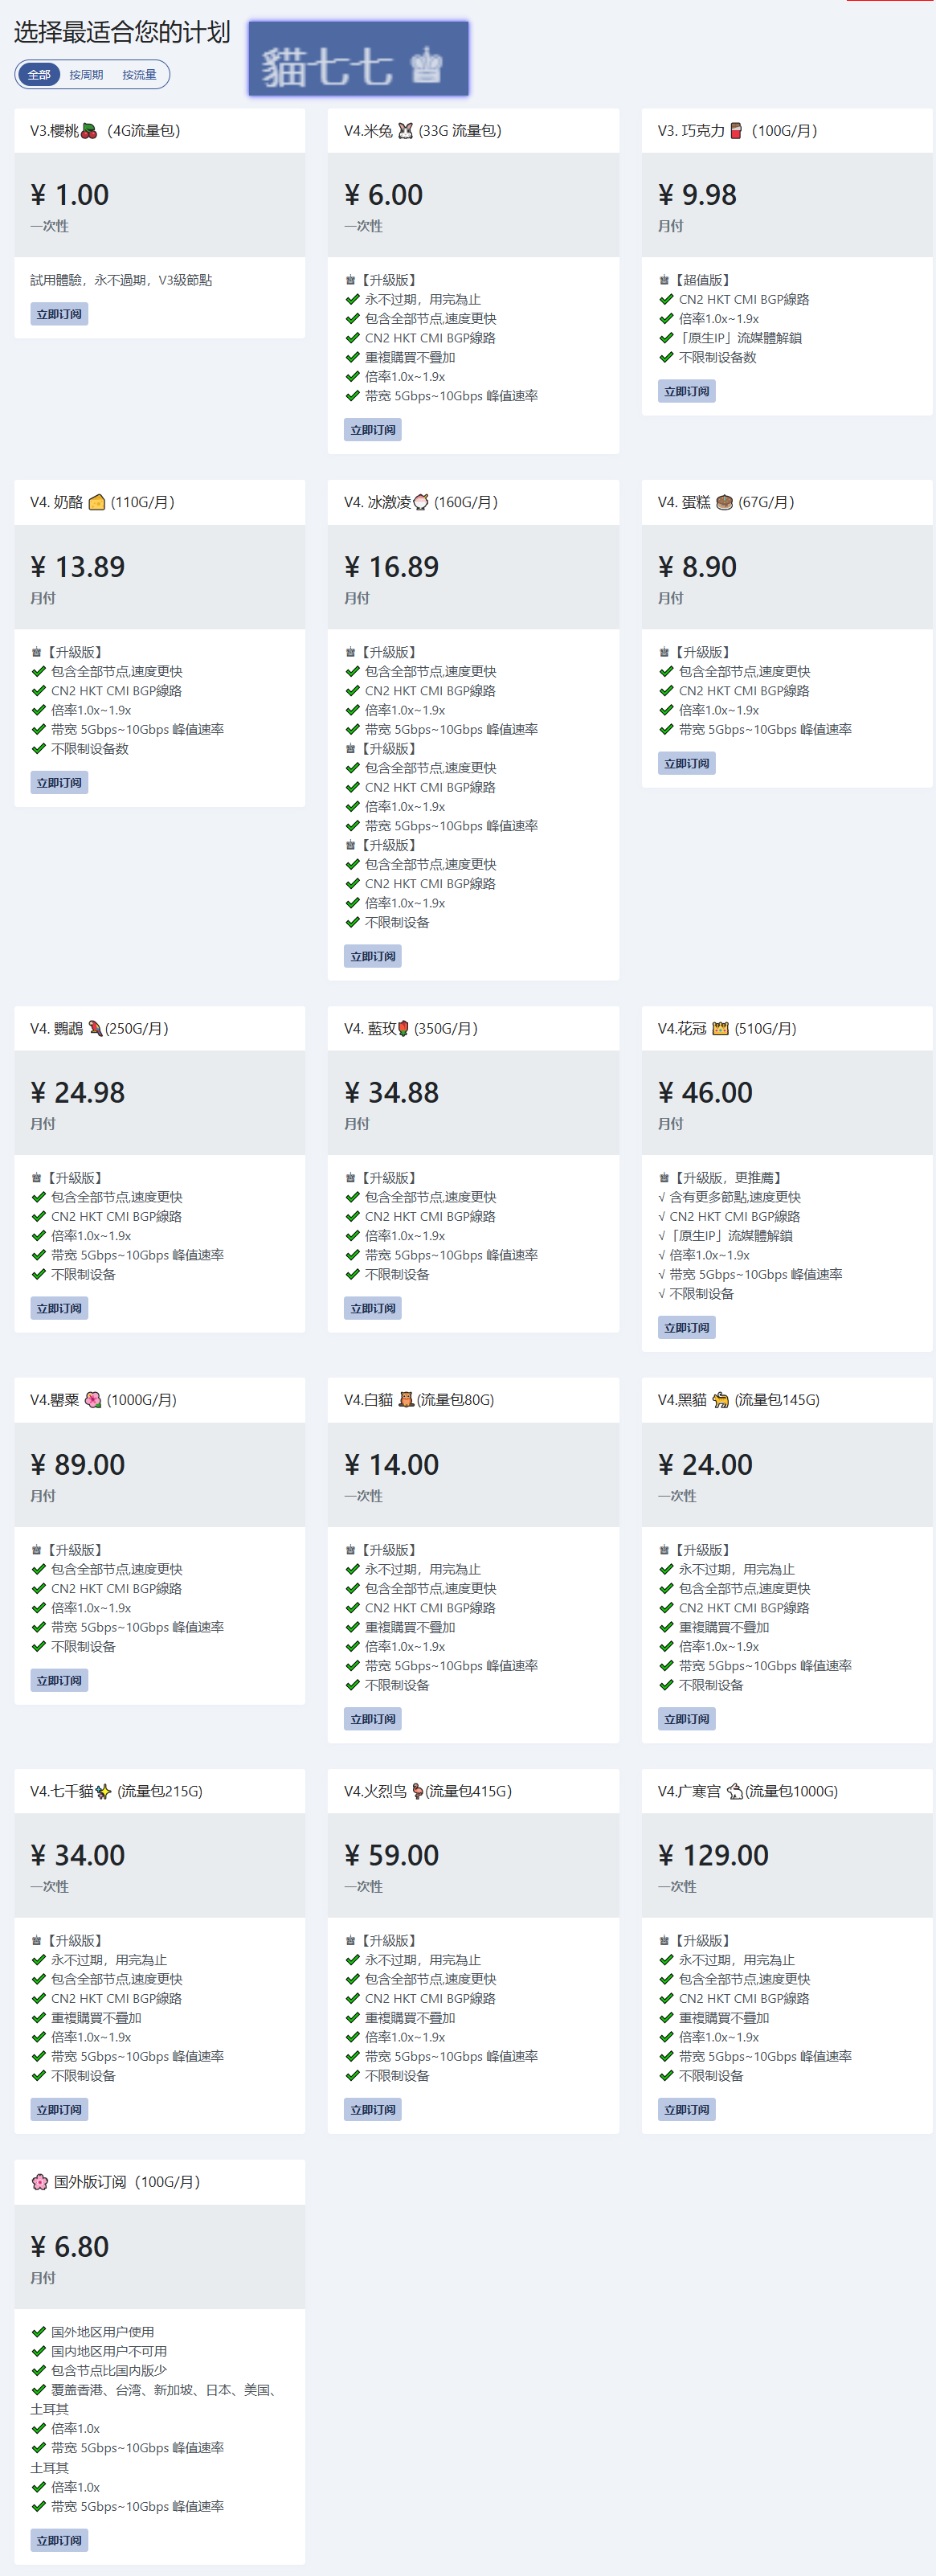 选择最适合您的计划
貓七七
全部 按周期 按流量
V3.櫻桃🍒（4G流量包）
¥ 1.00
一次性
試用體驗，永不過期，V3級節點
立即订阅
V4.米兔 🐰 (33G 流量包）
¥ 6.00
一次性
♚【升級版】
✔ 永不过期，用完為止
✔ 包含全部节点,速度更快
✔ CN2 HKT CMI BGP線路
✔ 重複購買不疊加
✔ 倍率1.0x~1.9x
✔ 带宽 5Gbps~10Gbps 峰值速率
立即订阅
V3. 巧克力 🍫（100G/月）
¥ 9.98
月付
♚【超值版】
✔ CN2 HKT CMI BGP線路
✔ 倍率1.0x~1.9x
✔「原生IP」流媒體解鎖
✔ 不限制设备数
立即订阅
V4. 奶酪 🧀 (110G/月）
¥ 13.89
月付
♚【升級版】
✔ 包含全部节点,速度更快
✔ CN2 HKT CMI BGP線路
✔ 倍率1.0x~1.9x
✔ 带宽 5Gbps~10Gbps 峰值速率
✔ 不限制设备数
立即订阅
V4. 冰激凌🍧 (160G/月）
¥ 16.89
月付
♚【升級版】
✔ 包含全部节点,速度更快
✔ CN2 HKT CMI BGP線路
✔ 倍率1.0x~1.9x
✔ 带宽 5Gbps~10Gbps 峰值速率
♚【升級版】
✔ 包含全部节点,速度更快
✔ CN2 HKT CMI BGP線路
✔ 倍率1.0x~1.9x
✔ 带宽 5Gbps~10Gbps 峰值速率
♚【升級版】
✔ 包含全部节点,速度更快
✔ CN2 HKT CMI BGP線路
✔ 倍率1.0x~1.9x
✔ 不限制设备
立即订阅
V4. 蛋糕 🥮 (67G/月）
¥ 8.90
月付
♚【升級版】
✔ 包含全部节点,速度更快
✔ CN2 HKT CMI BGP線路
✔ 倍率1.0x~1.9x
✔ 带宽 5Gbps~10Gbps 峰值速率
立即订阅
V4. 鸚鵡 🦜(250G/月）
¥ 24.98
月付
♚【升級版】
✔ 包含全部节点,速度更快
✔ CN2 HKT CMI BGP線路
✔ 倍率1.0x~1.9x
✔ 带宽 5Gbps~10Gbps 峰值速率
✔ 不限制设备
立即订阅
V4. 藍玫🌹 (350G/月）
¥ 34.88
月付
♚【升級版】
✔ 包含全部节点,速度更快
✔ CN2 HKT CMI BGP線路
✔ 倍率1.0x~1.9x
✔ 带宽 5Gbps~10Gbps 峰值速率
✔ 不限制设备
立即订阅
V4.花冠 👑 (510G/月)
¥ 46.00
月付
♚【升級版，更推薦】
√ 含有更多節點,速度更快
√ CN2 HKT CMI BGP線路
√「原生IP」流媒體解鎖
√ 倍率1.0x~1.9x
√ 带宽 5Gbps~10Gbps 峰值速率
√ 不限制设备
立即订阅
V4.罌粟 🌺 (1000G/月)
¥ 89.00
月付
♚【升級版】
✔ 包含全部节点,速度更快
✔ CN2 HKT CMI BGP線路
✔ 倍率1.0x~1.9x
✔ 带宽 5Gbps~10Gbps 峰值速率
✔ 不限制设备
立即订阅
V4.白貓 (流量包80G)
¥ 14.00
一次性
♚【升級版】
✔ 永不过期，用完為止
✔ 包含全部节点,速度更快
✔ CN2 HKT CMI BGP線路
✔ 重複購買不疊加
✔ 倍率1.0x~1.9x
✔ 带宽 5Gbps~10Gbps 峰值速率
✔ 不限制设备
立即订阅
V4.黑貓 🐈 (流量包145G)
¥ 24.00
一次性
♚【升級版】
✔ 永不过期，用完為止
✔ 包含全部节点,速度更快
✔ CN2 HKT CMI BGP線路
✔ 重複購買不疊加
✔ 倍率1.0x~1.9x
✔ 带宽 5Gbps~10Gbps 峰值速率
✔ 不限制设备
立即订阅
V4.七千貓✨ (流量包215G)
¥ 34.00
一次性
♚【升級版】
✔ 永不过期，用完為止
✔ 包含全部节点,速度更快
✔ CN2 HKT CMI BGP線路
✔ 重複購買不疊加
✔ 倍率1.0x~1.9x
✔ 带宽 5Gbps~10Gbps 峰值速率
✔ 不限制设备
立即订阅
V4.火烈鸟 🦩(流量包415G）
¥ 59.00
一次性
♚【升級版】
✔ 永不过期，用完為止
✔ 包含全部节点,速度更快
✔ CN2 HKT CMI BGP線路
✔ 重複購買不疊加
✔ 倍率1.0x~1.9x
✔ 带宽 5Gbps~10Gbps 峰值速率
✔ 不限制设备
立即订阅
V4.广寒宫 🐇(流量包1000G)
¥ 129.00
一次性
♚【升級版】
✔ 永不过期，用完為止
✔ 包含全部节点,速度更快
✔ CN2 HKT CMI BGP線路
✔ 重複購買不疊加
✔ 倍率1.0x~1.9x
✔ 带宽 5Gbps~10Gbps 峰值速率
✔ 不限制设备
立即订阅
🌸 国外版订阅（100G/月）
¥ 6.80
月付
✔ 国外地区用户使用
✔ 国内地区用户不可用
✔ 包含节点比国内版少
✔ 覆盖香港、台湾、新加坡、日本、美国、
土耳其
✔ 倍率1.0x
✔ 带宽 5Gbps~10Gbps 峰值速率
土耳其
✔ 倍率1.0x
✔ 带宽 5Gbps~10Gbps 峰值速率
立即订阅